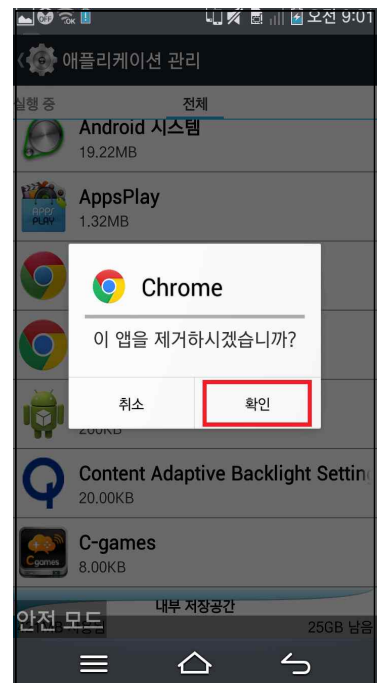 오전 9:01
애플리케이션 관리
실행 중
전체
Android 시스템
19.22MB
AppsPlay
1.32MB
Chrome
이 앱을 제거하시겠습니까?
취소
확인
200KB
Content Adaptive Backlight Settin
20.00KB
C-games
8.00KB
내부 저장공간
안전 모드
25GB 남음